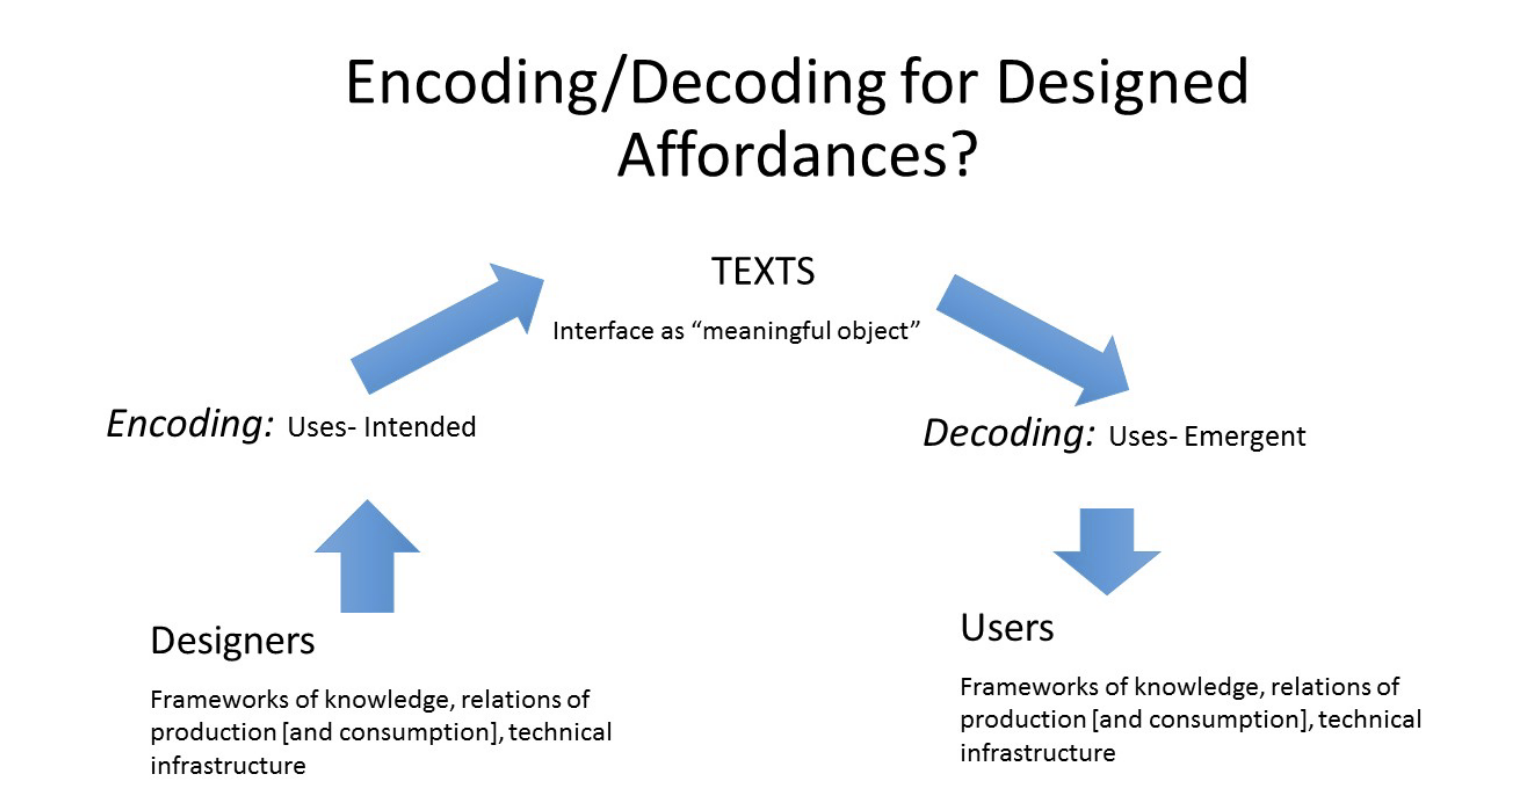 Encoding/Decoding for Designed
Affordances?
TEXTS
Interface as “meaningful object”
Encoding: Uses- Intended
Decoding: Uses- Emergent
Designers
Frameworks of knowledge, relations of
production [and consumption], technical
infrastructure
Users
Frameworks of knowledge, relations of
production [and consumption], technical
infrastructure